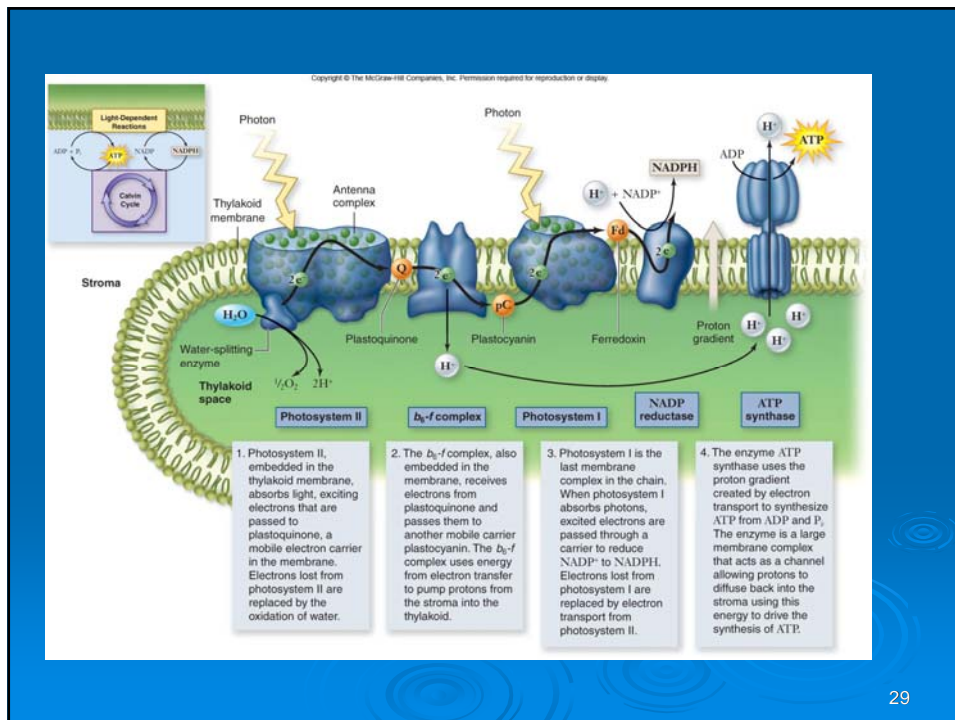 Copyright © The McGraw-Hill Companies, Inc. Permission required for reproduction or display.
Light-Dependent
Reactions
ADP + Pi
ATP
NADP
NADPH
Calvin
Cycle
Photon
Antenna
complex
Thylakoid
membrane
Photon
NADPH
H+ + NADP+
ADP
H+
ATP
Stroma
2e-
Q
2e-
pC
2e-
Fd
2e-
H2O
Water-splitting
enzyme
Plastoquinone
Plastocyanin
Ferredoxin
Proton
gradient
H+
H+
H+
H+
Thylakoid
space
1/2O2 2H+
Photosystem II
b6-f complex
Photosystem I
NADP
reductase
ATP
synthase
1. Photosystem II,
embedded in the
thylakoid membrane,
absorbs light, exciting
electrons that are
passed to
plastoquinone, a
mobile electron carrier
in the membrane.
Electrons lost from
photosystem II are
replaced by the
oxidation of water.
2. The b6-f complex, also
embedded in the
membrane, receives
electrons from
plastoquinone and
passes them to
another mobile carrier
plastocyanin. The b6-f
complex uses energy
from electron transfer
to pump protons from
the stroma into the
thylakoid.
3. Photosystem I is the
last membrane
complex in the chain.
When photosystem I
absorbs photons,
excited electrons are
passed through a
carrier to reduce
NADP+ to NADPH.
Electrons lost from
photosystem I are
replaced by electron
transport from
photosystem II.
4. The enzyme ATP
synthase uses the
proton gradient
created by electron
transport to synthesize
ATP from ADP and Pi.
The enzyme is a large
membrane complex
that acts as a channel
allowing protons to
diffuse back into the
stroma using this
energy to drive the
synthesis of ATP.
29